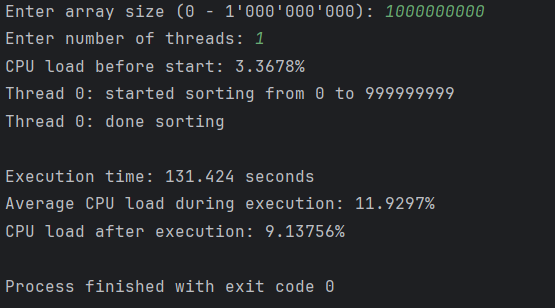 Enter array size (0 - 1'000'000'000): 1000000000
Enter number of threads: 1
CPU load before start: 3.3678%
Thread 0: started sorting from 0 to 999999999
Thread 0: done sorting
Execution time: 131.424 seconds
Average CPU load during execution: 11.9297%
CPU load after execution: 9.13756%
Process finished with exit code 0